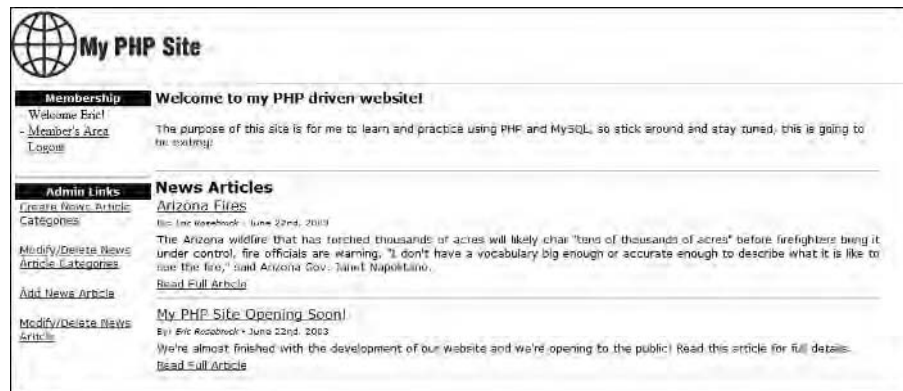 My PHP Site
Membership
- Welcome Eric!
- Member's Area
Logout
Admin Links
Create News Article
Categories
Modify/Delete News
Article Categories
Add News Article
Modify/Delete News
Article
Welcome to my PHP driven website!
The purpose of this site is for me to learn and practice using PHP and MySQL, so stick around and stay tuned, this is going to
be
News Articles
Arizona Fires
By: Rosebrock - June 22nd, 2003
The Arizona wildfire that has torched thousands of acres will likely char "tens of thousands of acres" before firefighters bring it
under control, fire officials are warning. "I don't have a vocabulary big enough or accurate enough to describe what it is like to
see the fire," said Arizona Gov. Janet Napolitano.
Read Full Article
My PHP Site Opening Soon!
By: Eric Rosebrock • June 22nd, 2003
We're almost finished with the development of our website and we're opening to the public! Read this article for full details.
Read Full Article